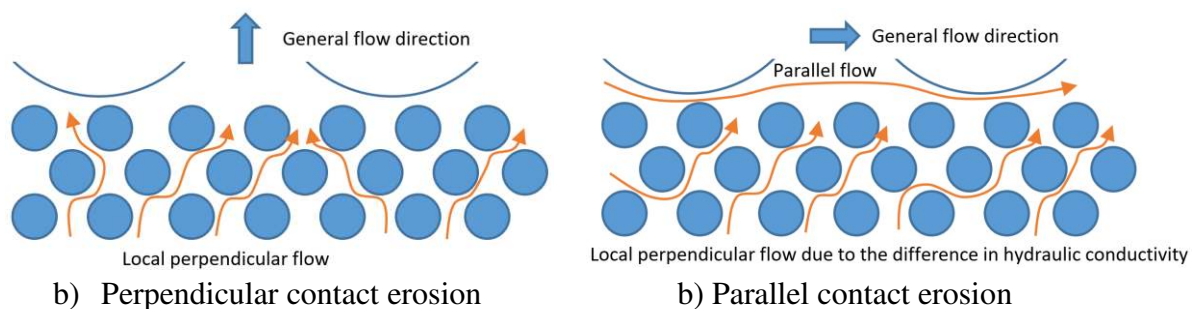 General flow direction
Local perpendicular flow
b) Perpendicular contact erosion
General flow direction
Parallel flow
Local perpendicular flow due to the difference in hydraulic conductivity
b) Parallel contact erosion